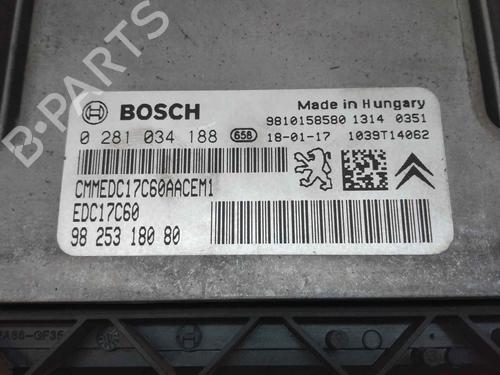 B-PARTS
BOSCH
Made in Hungary
9810158580 1314 0351
0 281 034 188 658 18-01-17 1039T14062
CMMEDC17C60AACEM1
EDC17C60
98 253 180 80